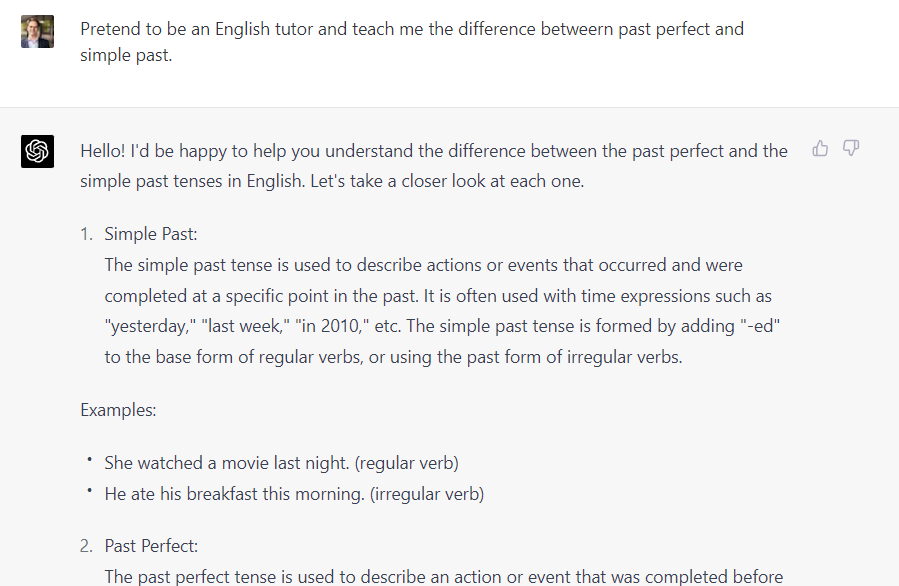 Pretend to be an English tutor and teach me the difference betweern past perfect and
simple past.
Hello! I'd be happy to help you understand the difference between the past perfect and the
simple past tenses in English. Let's take a closer look at each one.
1. Simple Past:
The simple past tense is used to describe actions or events that occurred and were
completed at a specific point in the past. It is often used with time expressions such as
"yesterday," "last week," "in 2010," etc. The simple past tense is formed by adding "-ed"
to the base form of regular verbs, or using the past form of irregular verbs.
Examples:
• She watched a movie last night. (regular verb)
• He ate his breakfast this morning. (irregular verb)
2. Past Perfect:
The past perfect tense is used to describe an action or event that was completed before